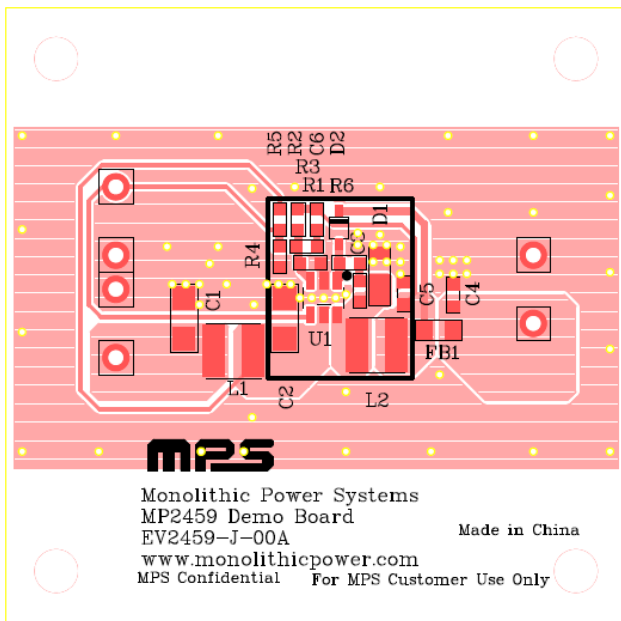 R5 R2 C6 D2
R3
R1 R6
D1
R4
C3
C1
C5 C4
U1
FB1
L1
C2
L2
MPS
Monolithic Power Systems
MP2459 Demo Board
EV2459-J-00A
Made in China
www.monolithicpower.com
MPS Confidential
For MPS Customer Use Only